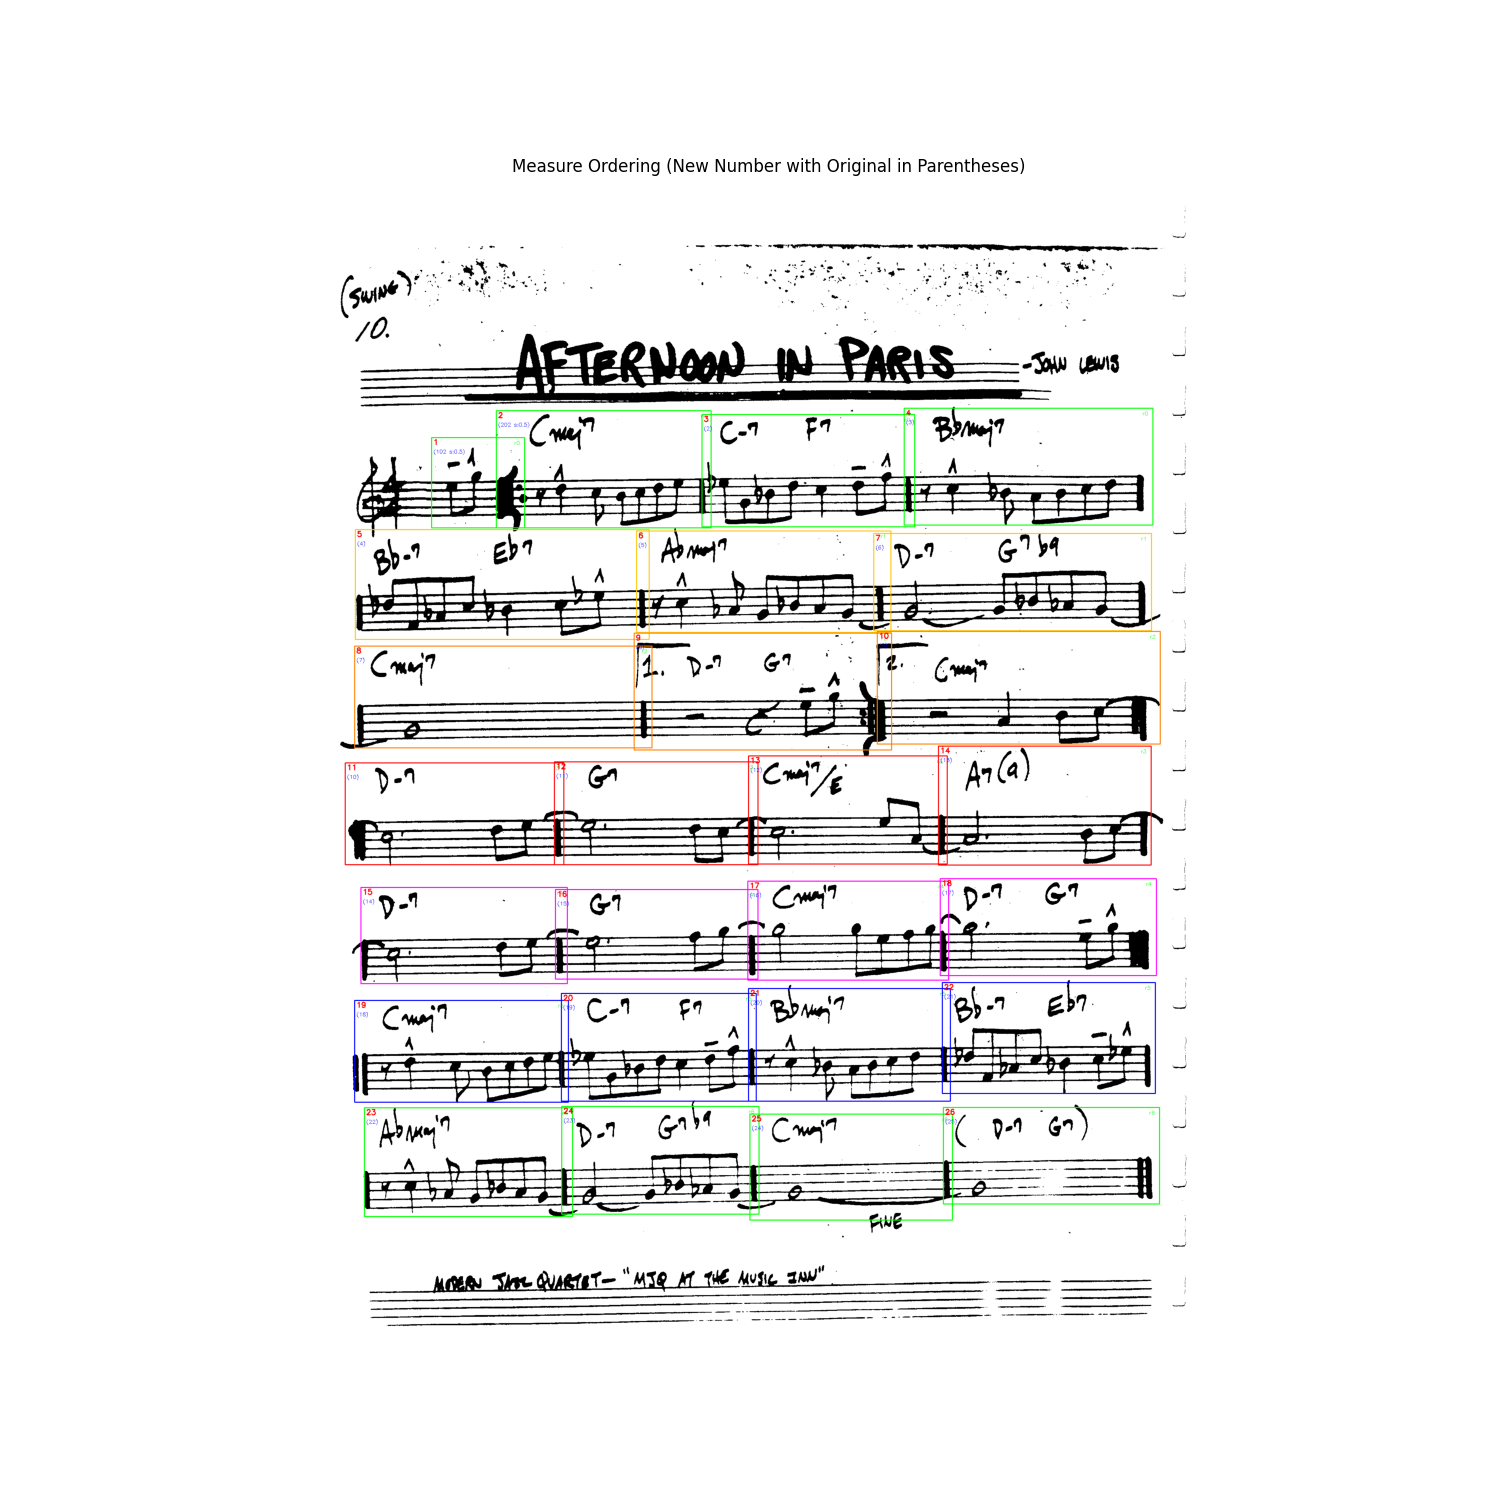 Measure Ordering (New Number with Original in Parentheses)
(SWING)
10.
AFTERNOON IN PARIS
-JOHN LEWIS
1 2 3 4
(102 s:0.5) (202 s:0.5) (2) (3)
Cmaj7 C-7 F7 Bbmaj7
5 6 7
(4) (5) (6)
Bb-7 Eb7 Abmaj7 D-7 G7b9
8 9 10
(7)
Cmaj7 1. D-7 G7 2. Cmaj7
11 12 13 14
(10) (11) (12) (13)
D-7 G7 Cmaj7/E A7(9)
15 16 17 18
(14) (15) (16) (17)
D-7 G7 Cmaj7 D-7 G7
19 20 21 22
(18) (19) (20) (21)
Cmaj7 C-7 F7 Bbmaj7 Bb-7 Eb7
23 24 25 26
(22) (23) (24) (25)
Abmaj7 D-7 G7b9 Cmaj7 ( D-7 G7 )
FINE
MODERN JAZZ QUARTET - "MJQ AT THE MUSIC INN"